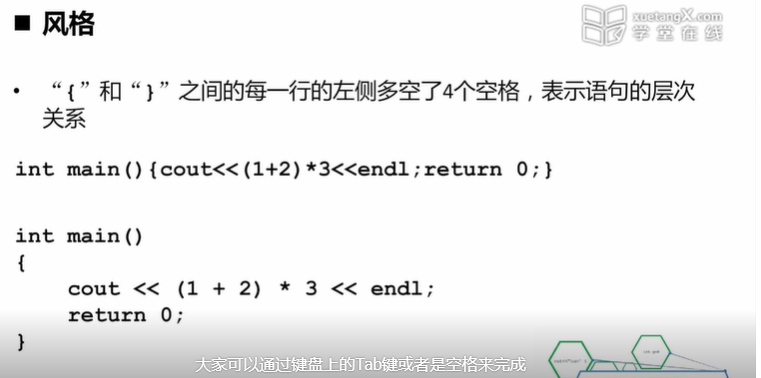 ■ 风格
xuetangX.com
学堂在线
• “{”和“}”之间的每一行的左侧多空了4个空格，表示语句的层次
关系
int main(){cout<<(1+2)*3<<endl;return 0;}
int main()
{
    cout << (1 + 2) * 3 << endl;
    return 0;
}
大家可以通过键盘上的Tab键或者是空格来完成